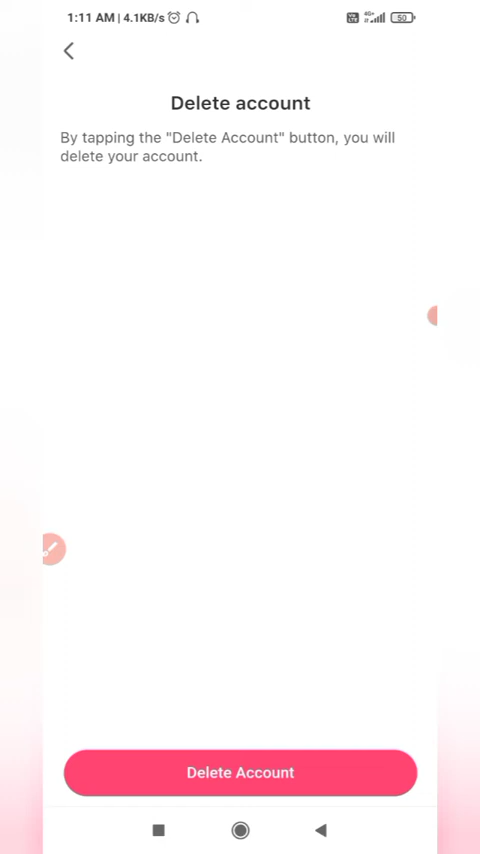 1:11 AM | 4.1KB/s
4G+
50
Delete account
By tapping the "Delete Account" button, you will
delete your account.
Delete Account